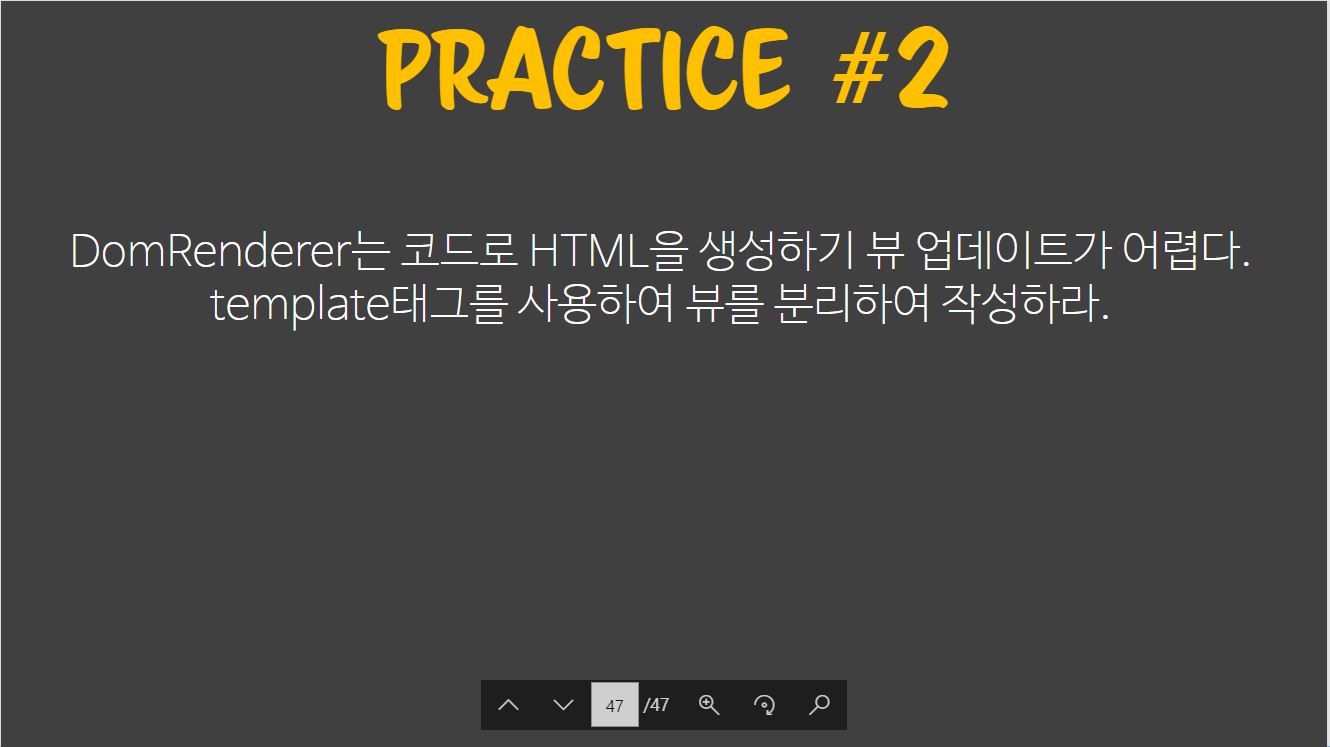 PRACTICE #2
DomRenderer는 코드로 HTML을 생성하기 뷰 업데이트가 어렵다.
template태그를 사용하여 뷰를 분리하여 작성하라.
47 /47